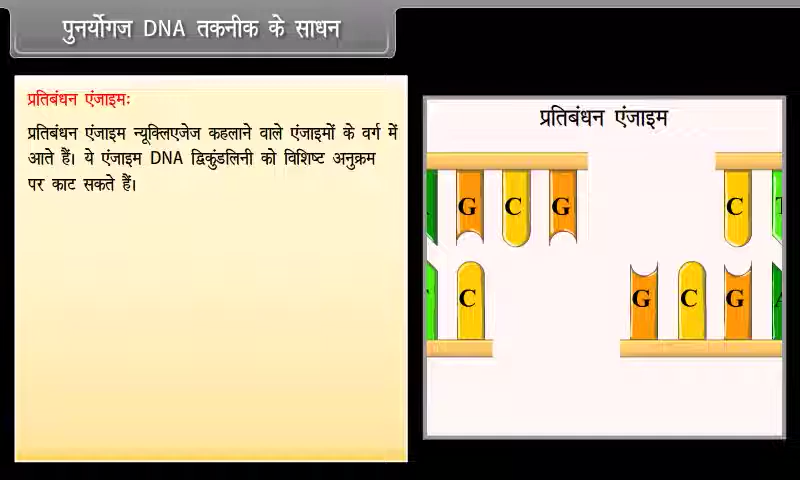 पुनर्योगज DNA तकनीक के साधन
प्रतिबंधन एंजाइमः
प्रतिबंधन एंजाइम न्यूक्लिएजेज कहलाने वाले एंजाइमों के वर्ग में
आते हैं। ये एंजाइम DNA द्विकुंडलिनी को विशिष्ट अनुक्रम
पर काट सकते हैं।
प्रतिबंधन एंजाइम
G C G C
C G C G